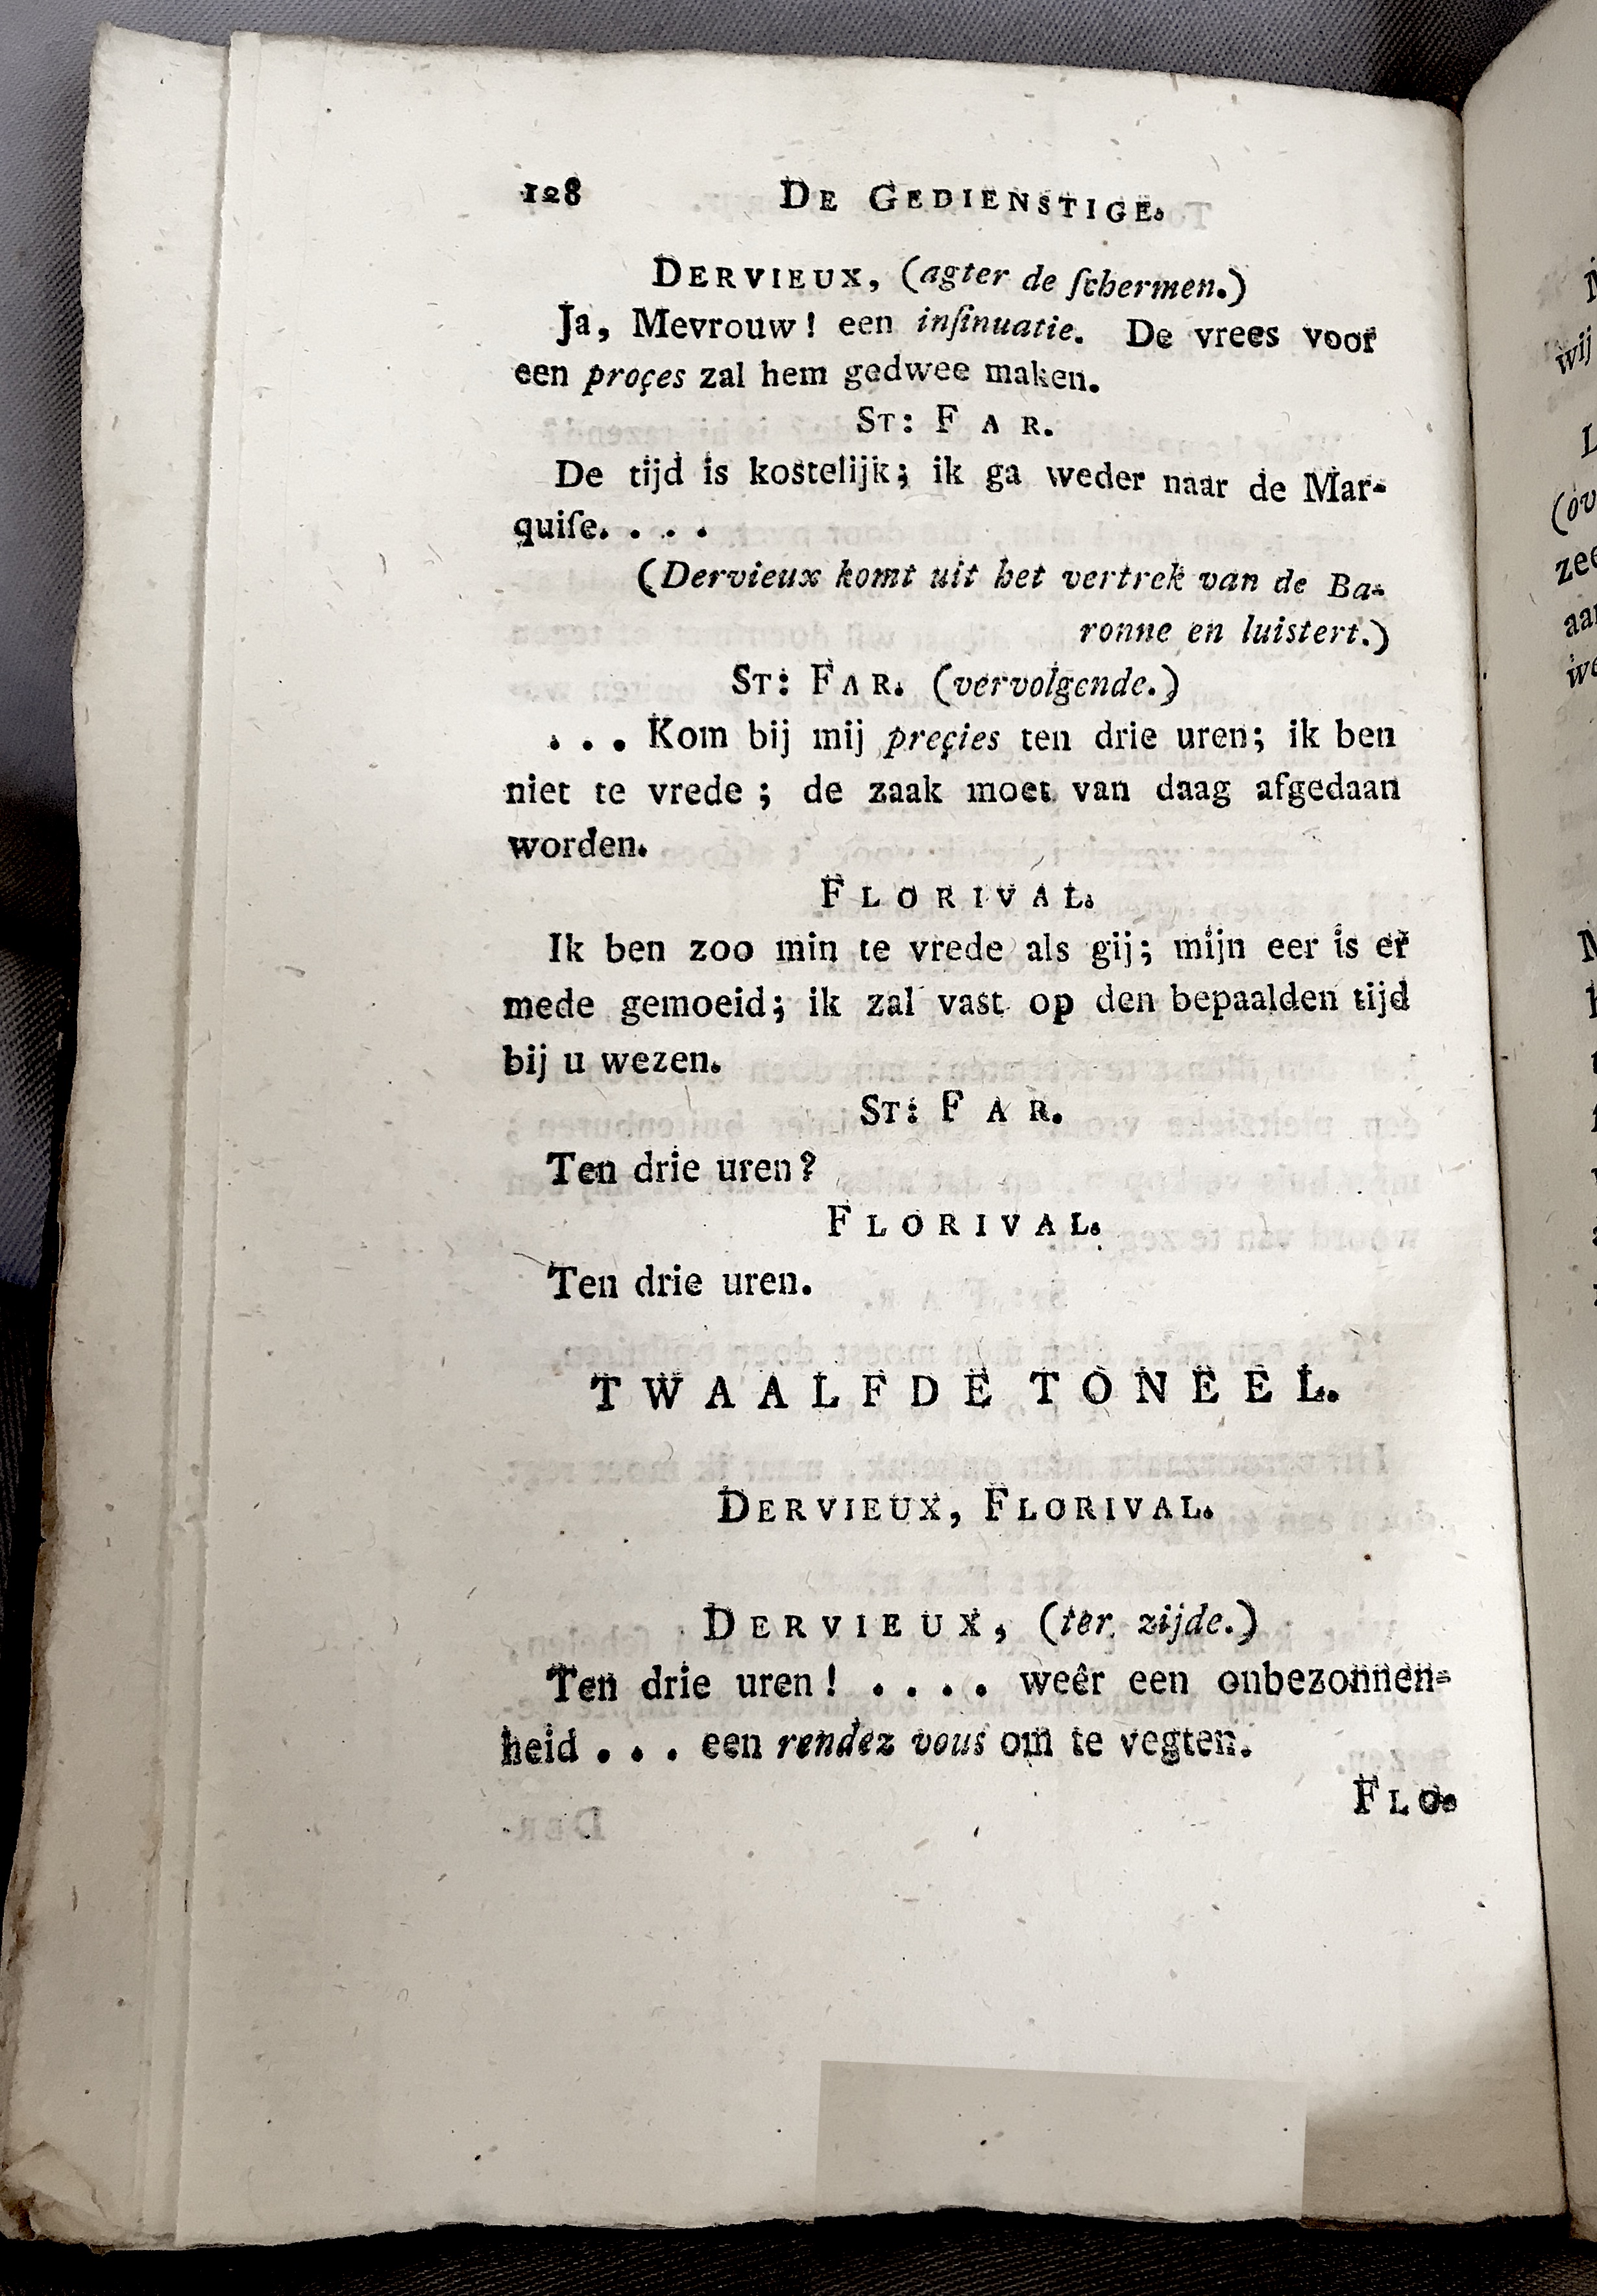 128 DE GEDIENSTIGE.
DERVIEUX, (agter de ſchermen.)
Ja, Mevrouw! een inſinuatie. De vrees voor
een proçes zal hem gedwee maken.
ST: FAR.
De tijd is kostelijk; ik ga weder naar de Mar-
quiſe. . . .
(Dervieux komt uit het vertrek van de Ba-
ronne en luistert.)
ST: FAR. (vervolgende.)
. . . Kom bij mij preçies ten drie uren; ik ben
niet te vrede; de zaak moet van daag afgedaan
worden.
FLORIVAL.
Ik ben zoo min te vrede als gij; mijn eer is er
mede gemoeid; ik zal vast op den bepaalden tijd
bij u wezen.
ST: FAR.
Ten drie uren?
FLORIVAL.
Ten drie uren.
TWAALFDE TONEEL.
DERVIEUX, FLORIVAL.
DERVIEUX, (ter zijde.)
Ten drie uren! . . . . weêr een onbezonnen-
heid . . . een rendez vous om te vegten.
FLO-